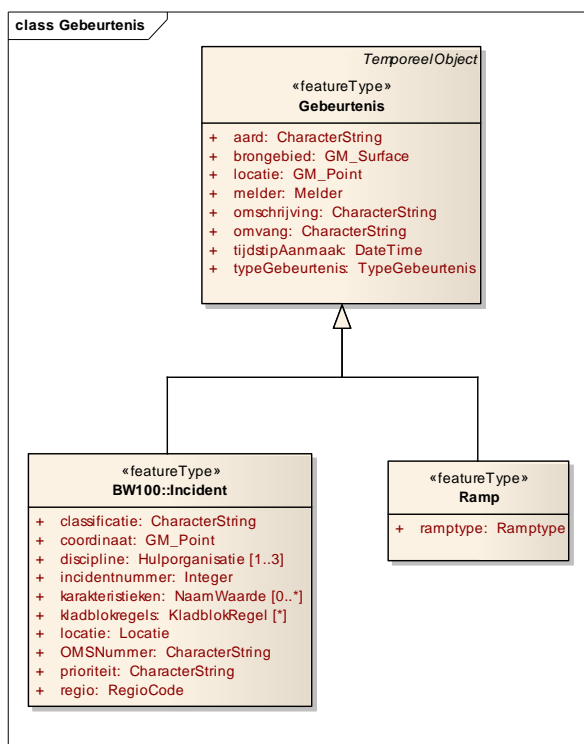 class Gebeurtenis
TemporeelObject
«featureType»
Gebeurtenis
+ aard: CharacterString
+ brongebied: GM_Surface
+ locatie: GM_Point
+ melder: Melder
+ omschrijving: CharacterString
+ omvang: CharacterString
+ tijdstipAanmaak: DateTime
+ typeGebeurtenis: TypeGebeurtenis
«featureType»
BW100::Incident
+ classificatie: CharacterString
+ coordinaat: GM_Point
+ discipline: Hulporganisatie [1..3]
+ incidentnummer: Integer
+ karakteristieken: NaamWaarde [0..*]
+ kladblokregels: KladblokRegel [*]
+ locatie: Locatie
+ OMSNummer: CharacterString
+ prioriteit: CharacterString
+ regio: RegioCode
«featureType»
Ramp
+ ramptype: Ramptype